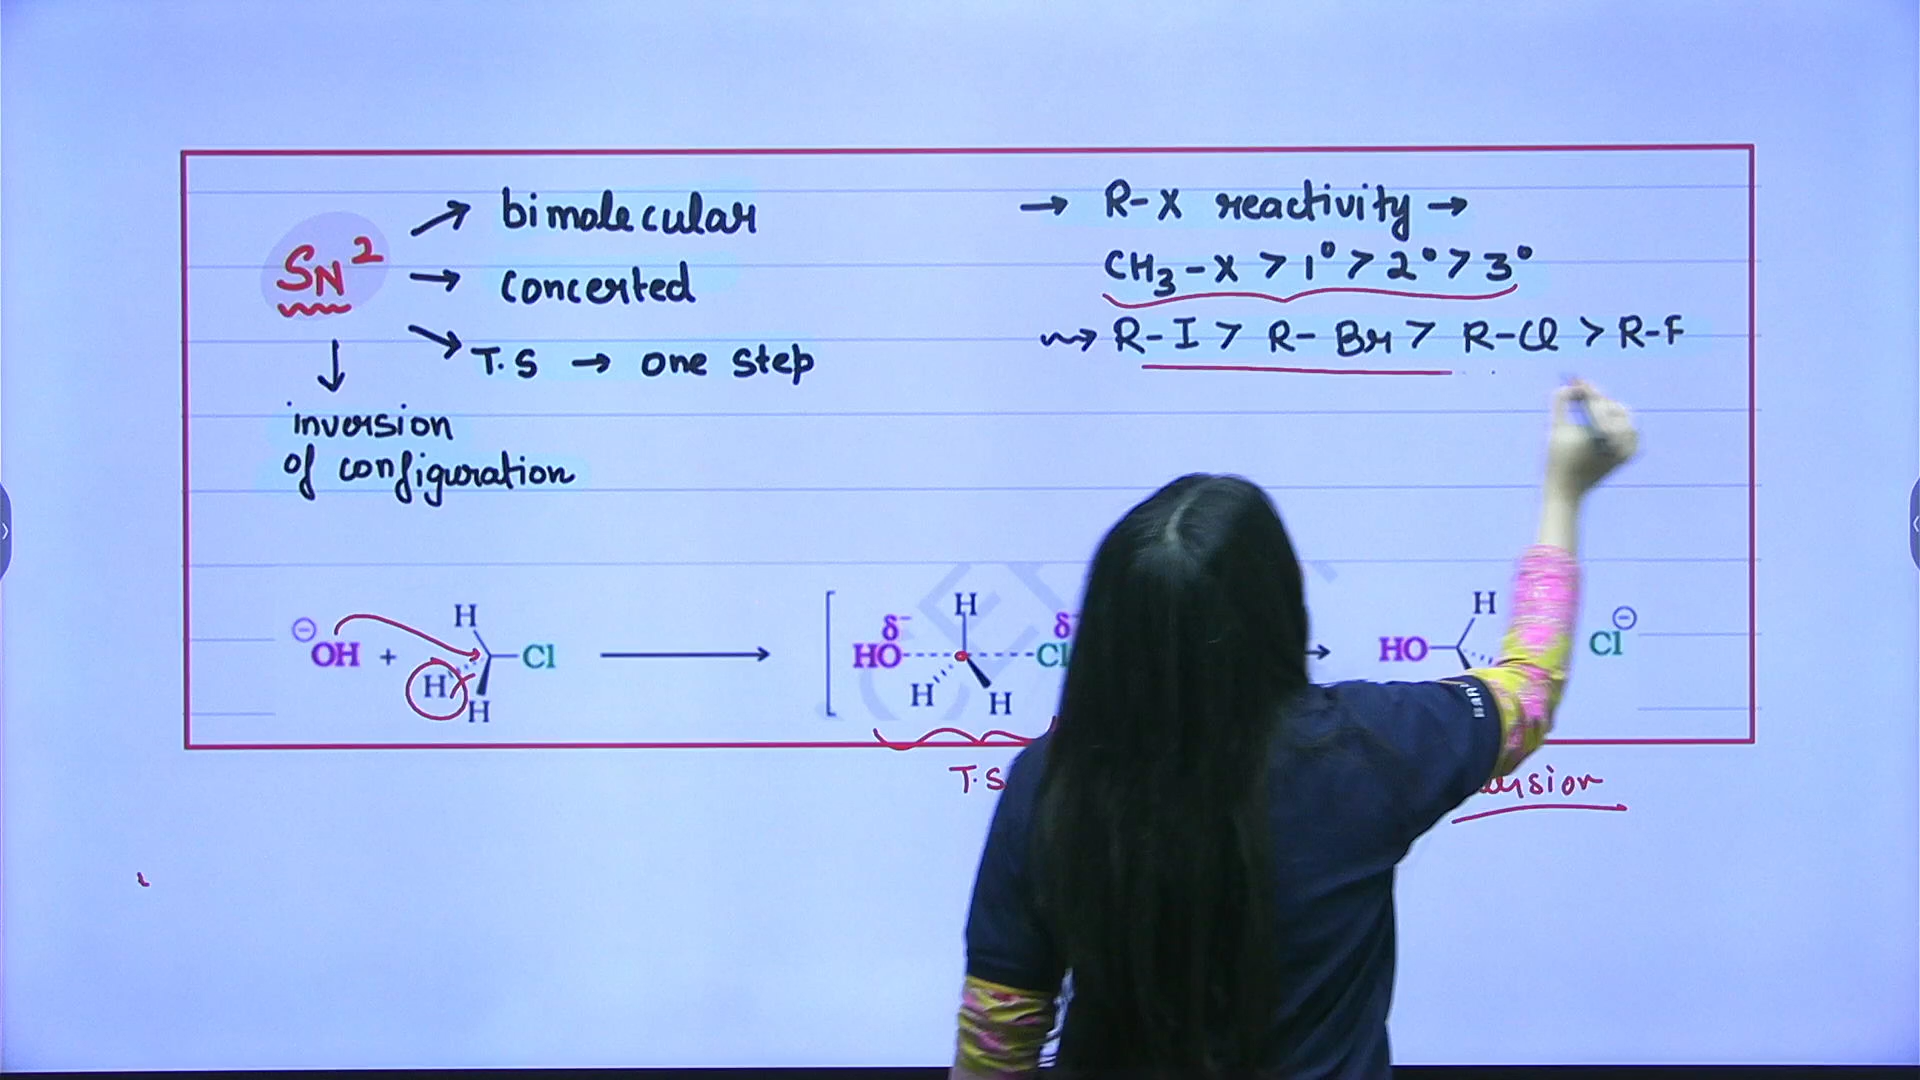 SN²
→ bimolecular
→ concerted
→ T.S → one step
↓
inversion
of configuration
→ R-X reactivity →
CH₃-X > 1° > 2° > 3°
R-I > R-Br > R-Cl > R-F
⊖OH + H H H Cl
→
[ δ⁻ HO H H H δ⁻ Cl
→
HO H Cl⊖
T.S